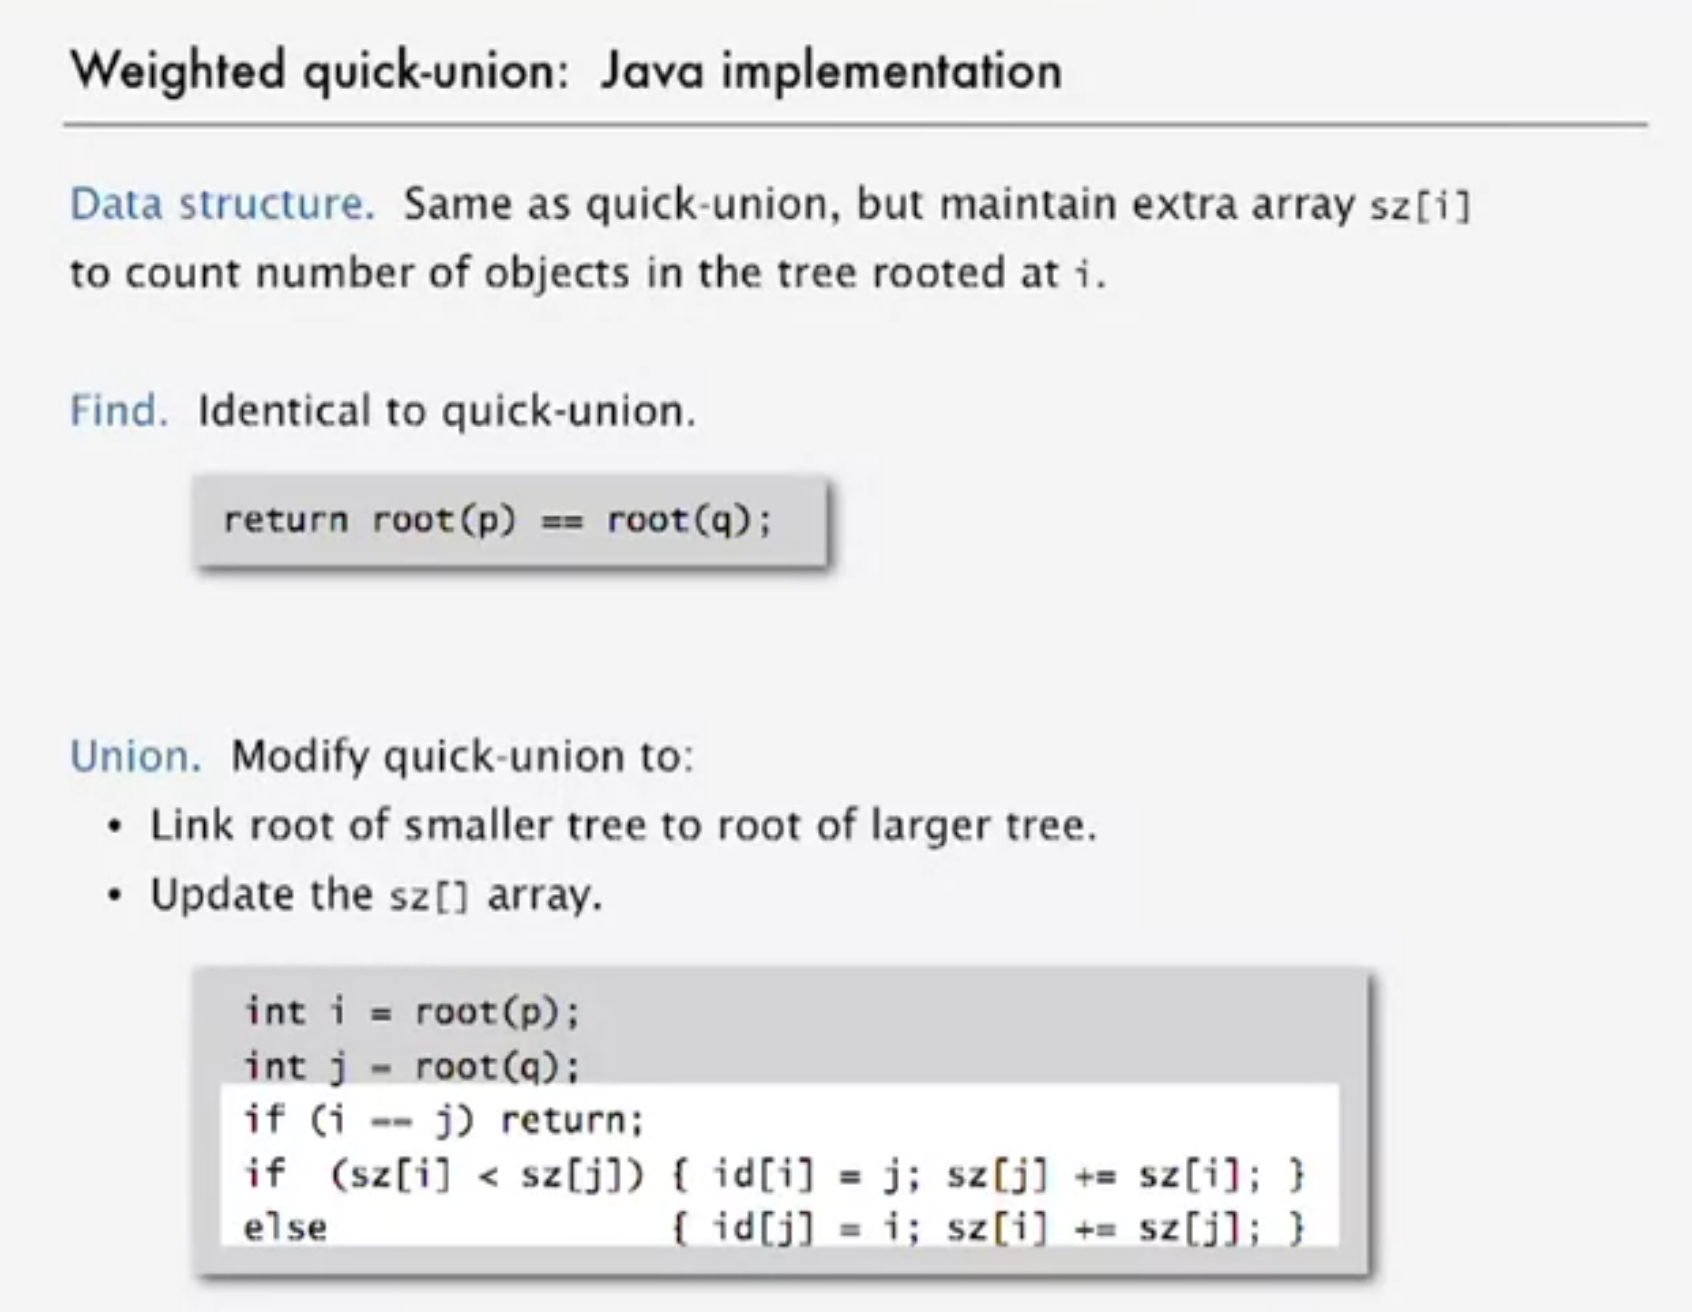 Weighted quick-union: Java implementation
Data structure. Same as quick-union, but maintain extra array sz[i]
to count number of objects in the tree rooted at i.
Find. Identical to quick-union.
return root(p) == root(q);
Union. Modify quick-union to:
• Link root of smaller tree to root of larger tree.
• Update the sz[] array.
int i = root(p);
int j = root(q);
if (i == j) return;
if (sz[i] < sz[j]) { id[i] = j; sz[j] += sz[i]; }
else { id[j] = i; sz[i] += sz[j]; }